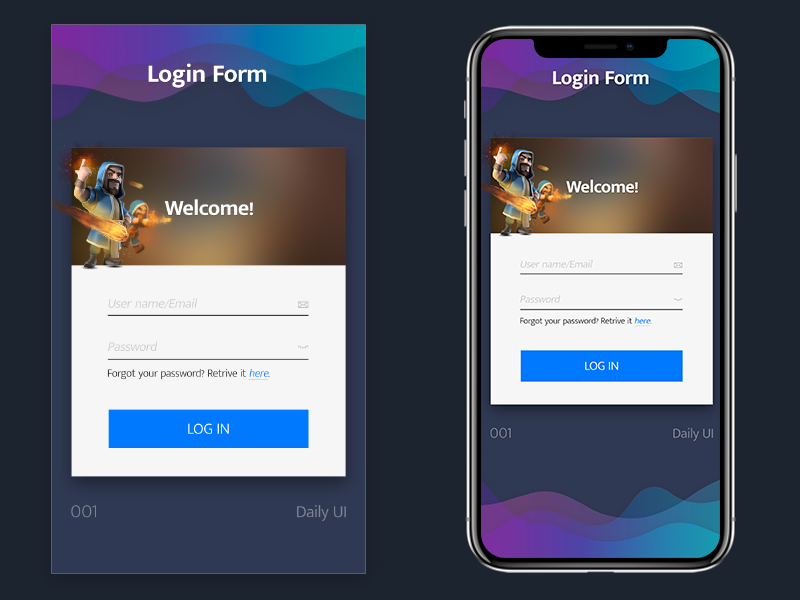 Login Form
Welcome!
User name/Email
Password
Forgot your password? Retrive it here.
LOG IN
001
Daily UI
Login Form
Welcome!
User name/Email
Password
Forgot your password? Retrive it here.
LOG IN
001
Daily UI